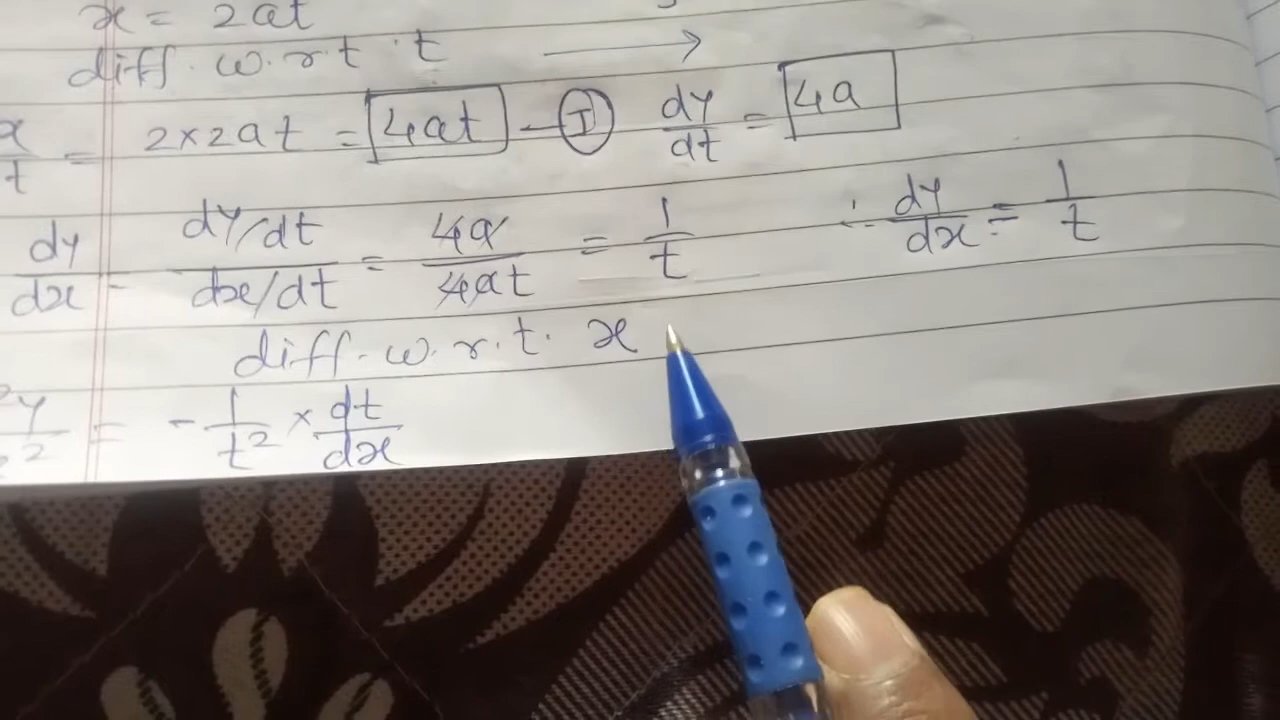 x = 2at
diff. w.r.t. t →
= 2×2at = 4at — I dy/dt = 4a
dy/dx = (dy/dt)/(dx/dt) = 4a/4at = 1/t ∴ dy/dx = 1/t
diff. w.r.t. x
= - 1/t² × dt/dx